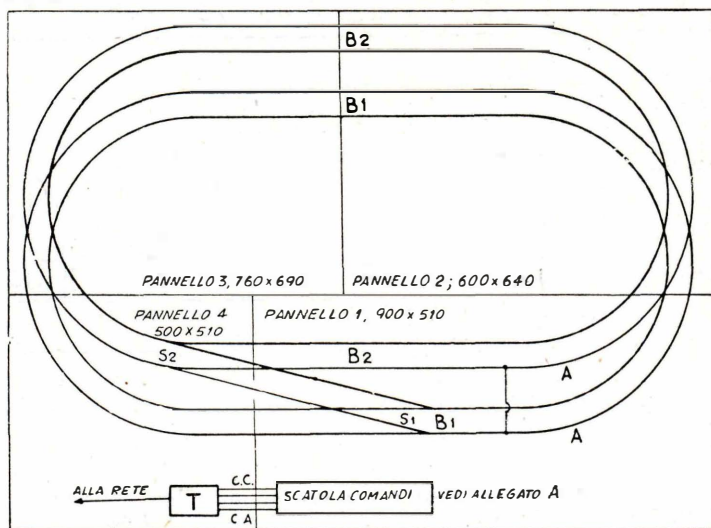 B2
B1
PANNELLO 3, 760 x 690
PANNELLO 2; 600 x 640
PANNELLO 4
500 x 510
PANNELLO 1, 900 x 510
S2
B2
A
S1
B1
A
C.C.
ALLA RETE
T
SCATOLA COMANDI
VEDI ALLEGATO A
C A